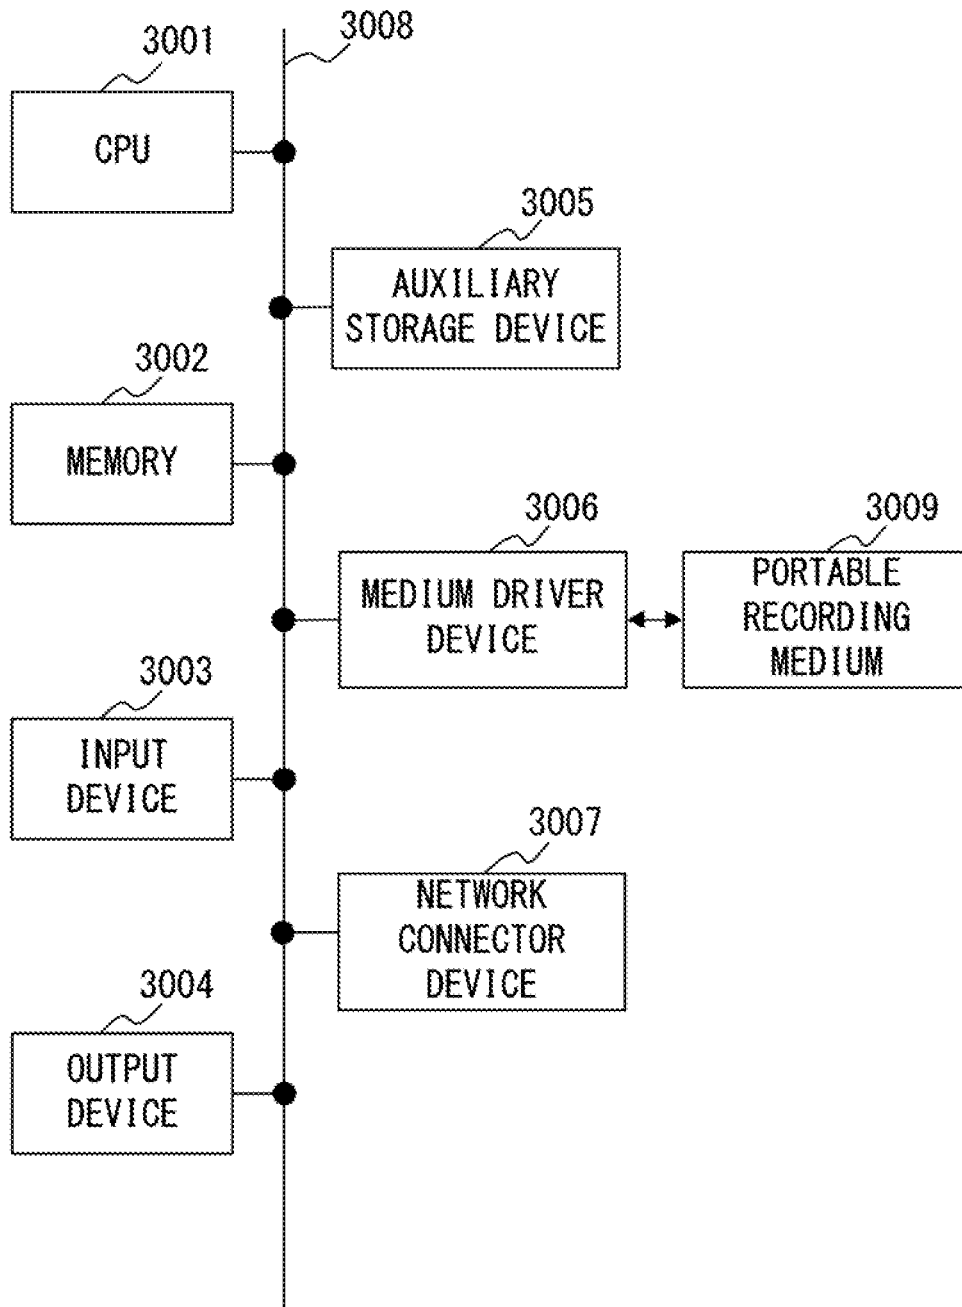 3001
3008
CPU
3005
AUXILIARY
STORAGE DEVICE
3002
MEMORY
3006
3009
MEDIUM DRIVER
DEVICE
PORTABLE
RECORDING
MEDIUM
3003
INPUT
DEVICE
3007
NETWORK
CONNECTOR
DEVICE
3004
OUTPUT
DEVICE